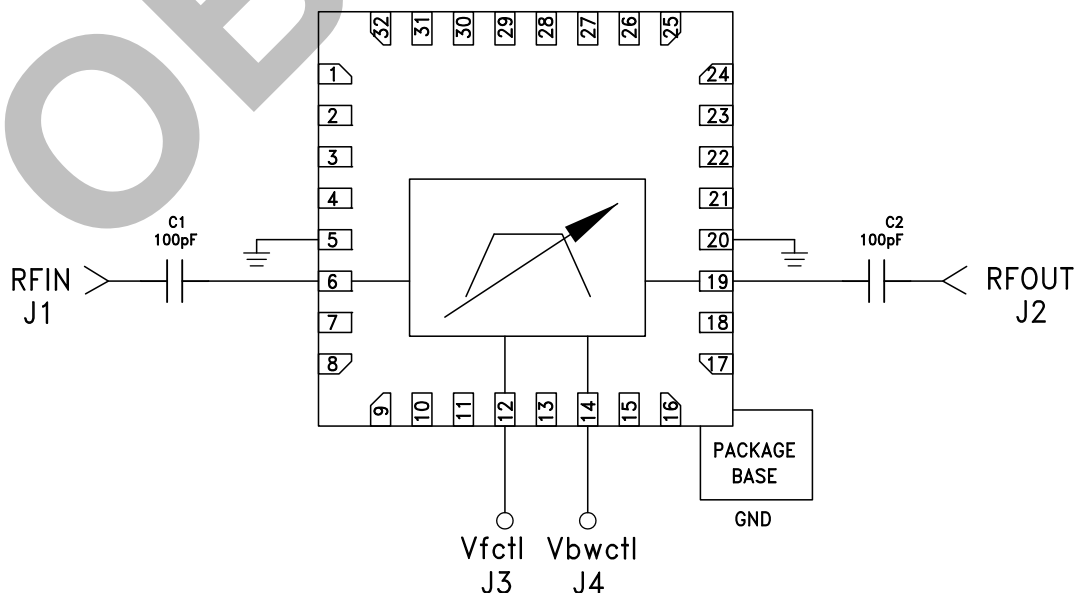 OB
32 31 30 29 28 27 26 25
1
2
3
4
5
6
7
8
24
23
22
21
20
19
18
17
C1
100pF
RFIN
J1
C2
100pF
RFOUT
J2
9 10 11 12 13 14 15 16
PACKAGE
BASE
GND
Vfctl
J3
Vbwctl
J4